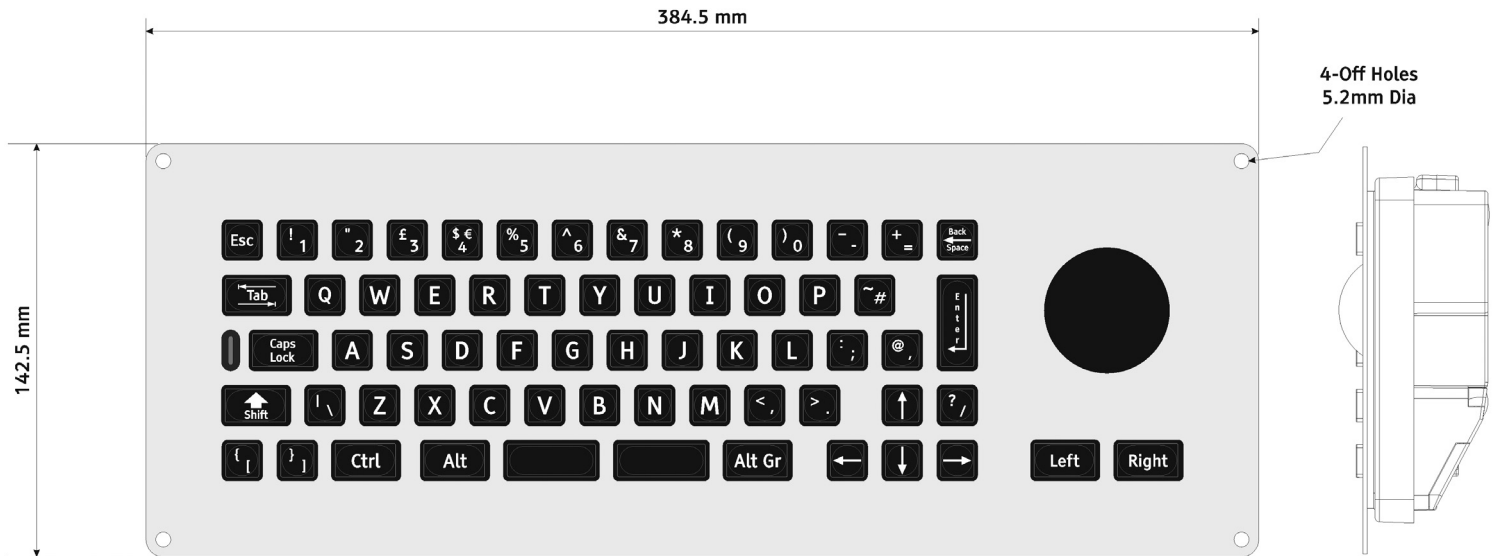 384.5 mm
4-Off Holes
5.2mm Dia
142.5 mm
Esc ! 1 " 2 £ 3 $ € 4 % 5 ^ 6 & 7 * 8 ( 9 ) 0 _ - + = Back Space
Tab Q W E R T Y U I O P ~ # Enter
Caps Lock A S D F G H J K L : ; @ ,
Shift | \ Z X C V B N M < , > . ↑ ? /
{ [ } ] Ctrl Alt Alt Gr ← ↓ → Left Right